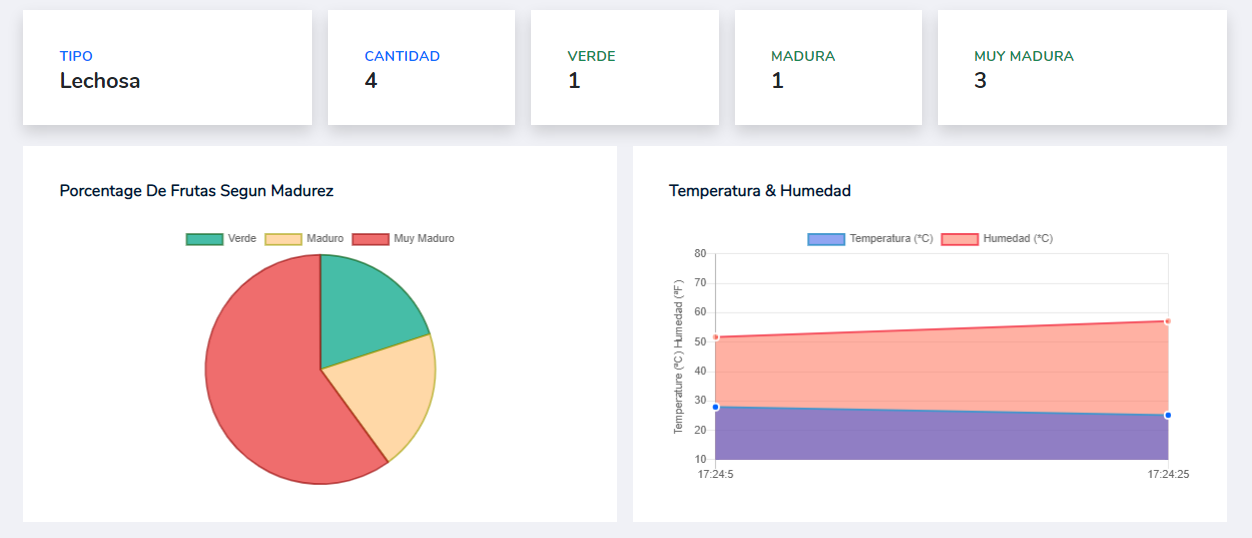 TIPO
Lechosa
CANTIDAD
4
VERDE
1
MADURA
1
MUY MADURA
3
Porcentage De Frutas Segun Madurez
Verde Maduro Muy Maduro
Temperatura & Humedad
Temperatura (°C) Humedad (°C)
Temperature (°C) Humedad (°F)
80
70
60
50
40
30
20
10
17:24:5 17:24:25